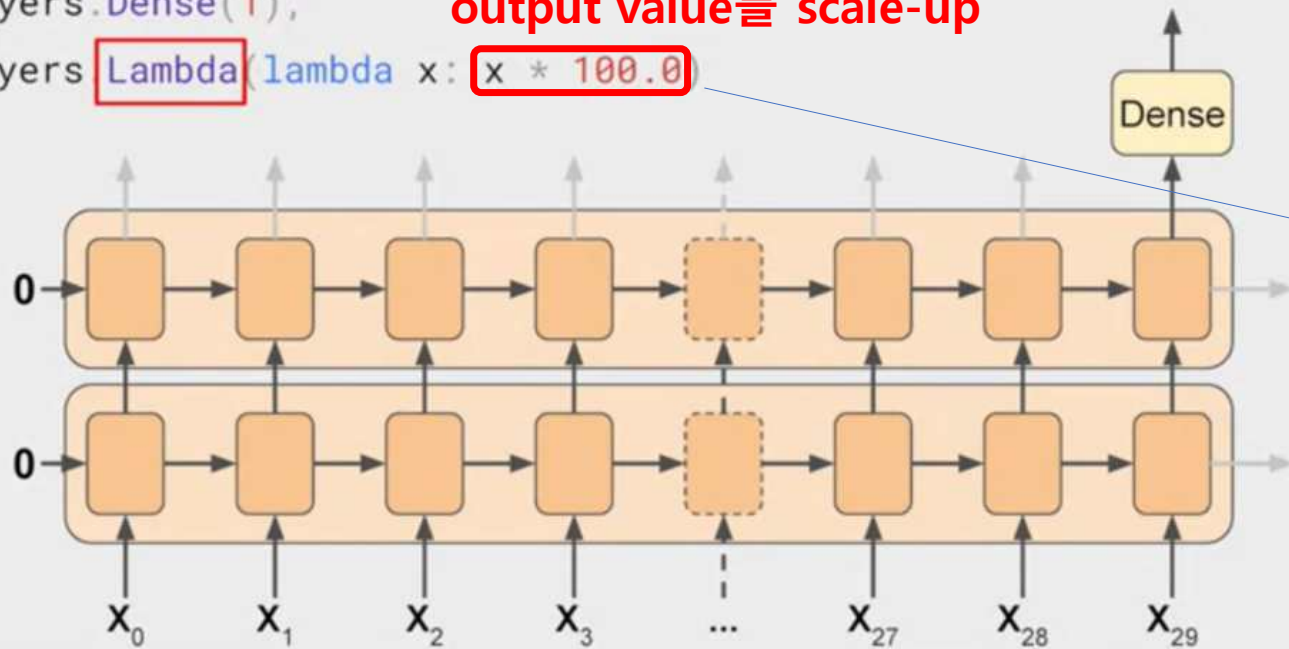 yers.Dense(1),
output value를 scale-up
yers.Lambda(lambda x: x * 100.0)
Dense
0
0
X0 X1 X2 X3 ... X27 X28 X29